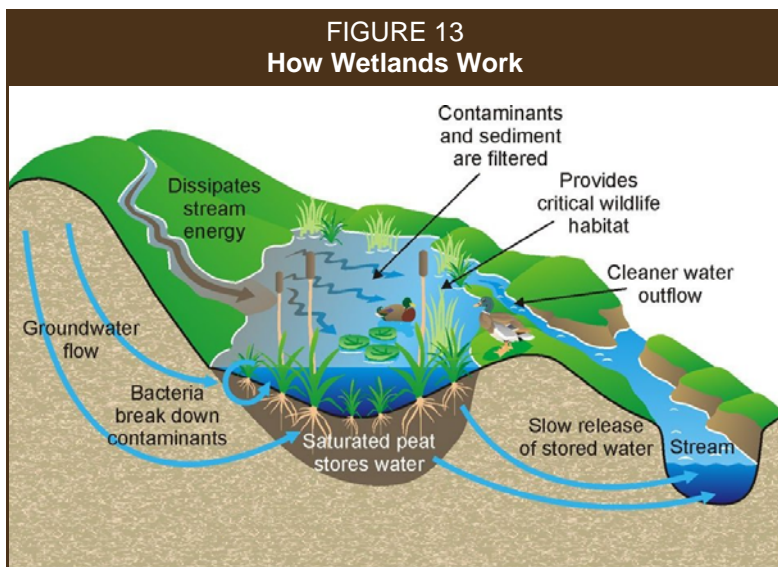 FIGURE 13
How Wetlands Work
Contaminants
and sediment
are filtered
Dissipates
stream
energy
Provides
critical wildlife
habitat
Cleaner water
outflow
Groundwater
flow
Bacteria
break down
contaminants
Saturated peat
stores water
Slow release
of stored water
Stream